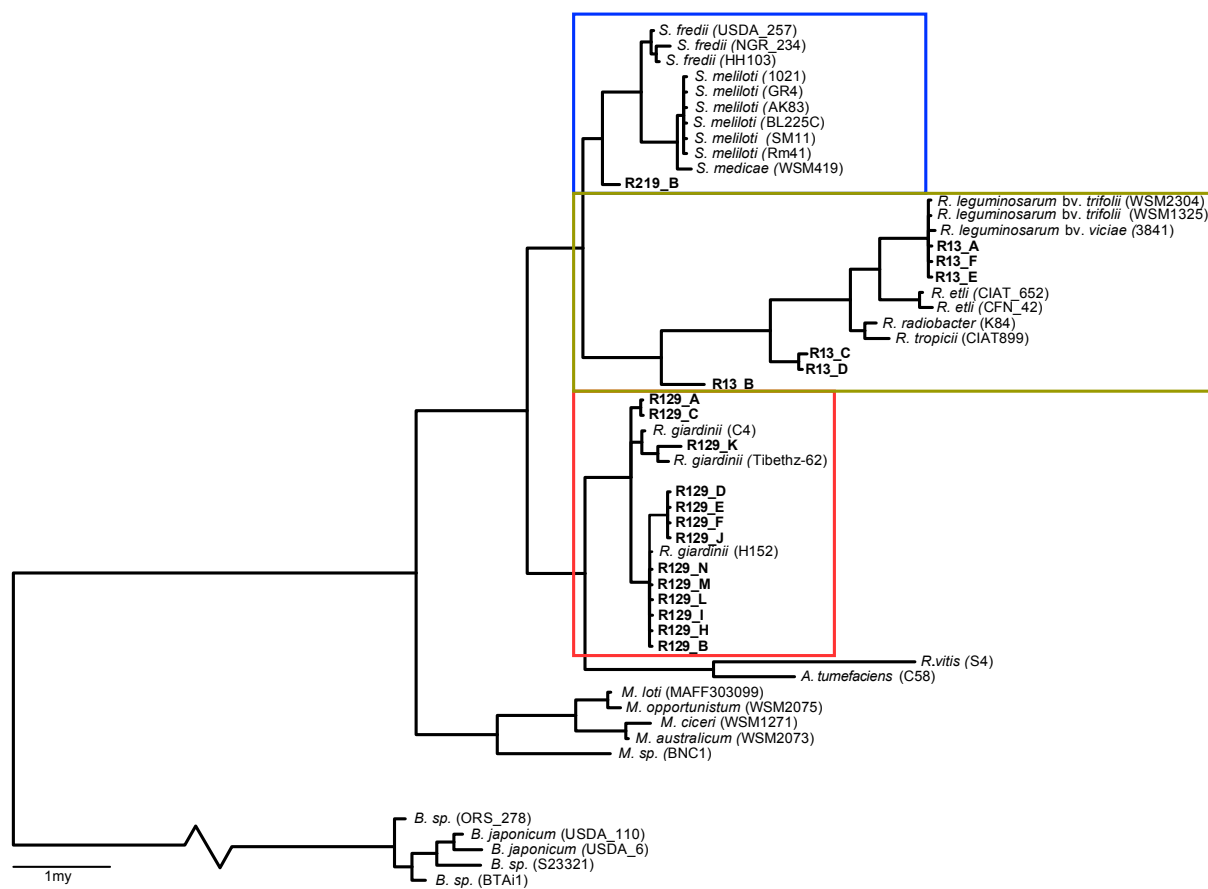 S. fredii (USDA_257)
S. fredii (NGR_234)
S. fredii (HH103)
S. meliloti (1021)
S. meliloti (GR4)
S. meliloti (AK83)
S. meliloti (BL225C)
S. meliloti (SM11)
S. meliloti (Rm41)
S. medicae (WSM419)
R219_B
R. leguminosarum bv. trifolii (WSM2304)
R. leguminosarum bv. trifolii (WSM1325)
R. leguminosarum bv. viciae (3841)
R13_A
R13_F
R13_E
R. etli (CIAT_652)
R. etli (CFN_42)
R. radiobacter (K84)
R. tropicii (CIAT899)
R13_C
R13_D
R13_B
R129_A
R129_C
R. giardinii (C4)
R129_K
R. giardinii (Tibethz-62)
R129_D
R129_E
R129_F
R129_J
R. giardinii (H152)
R129_N
R129_M
R129_L
R129_I
R129_H
R129_B
R.vitis (S4)
A. tumefaciens (C58)
M. loti (MAFF303099)
M. opportunistum (WSM2075)
M. ciceri (WSM1271)
M. australicum (WSM2073)
M. sp. (BNC1)
B. sp. (ORS_278)
B. japonicum (USDA_110)
B. japonicum (USDA_6)
B. sp. (S23321)
B. sp. (BTAi1)
1my